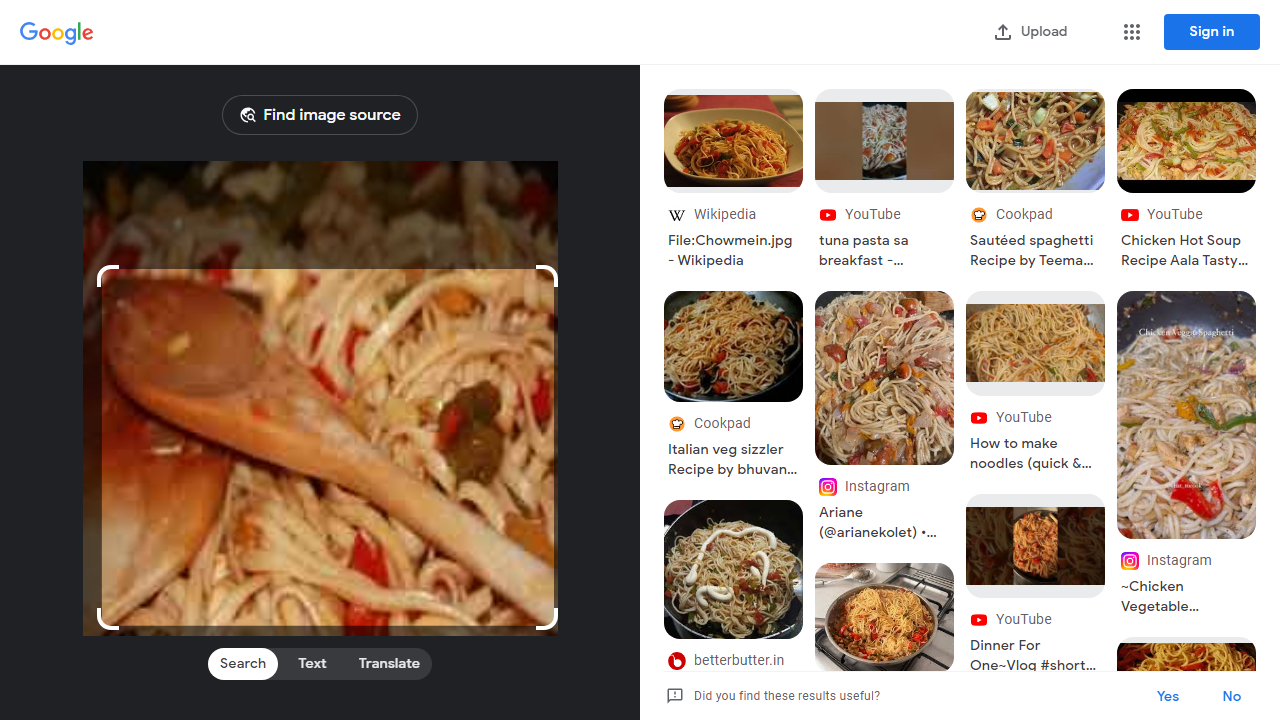 Google
Upload
Sign in
Find image source
Search
Text
Translate
Wikipedia
File:Chowmein.jpg
- Wikipedia
YouTube
tuna pasta sa
breakfast -...
Cookpad
Sautéed spaghetti
Recipe by Teema...
YouTube
Chicken Hot Soup
Recipe Aala Tasty...
Cookpad
Italian veg sizzler
Recipe by bhuvan...
Instagram
Ariane
(@arianekolet) •...
YouTube
How to make
noodles (quick &...
Chicken Veggie Spaghetti
Instagram
~Chicken
Vegetable...
betterbutter.in
YouTube
Dinner For
One~Vlog #short...
Did you find these results useful?
Yes
No